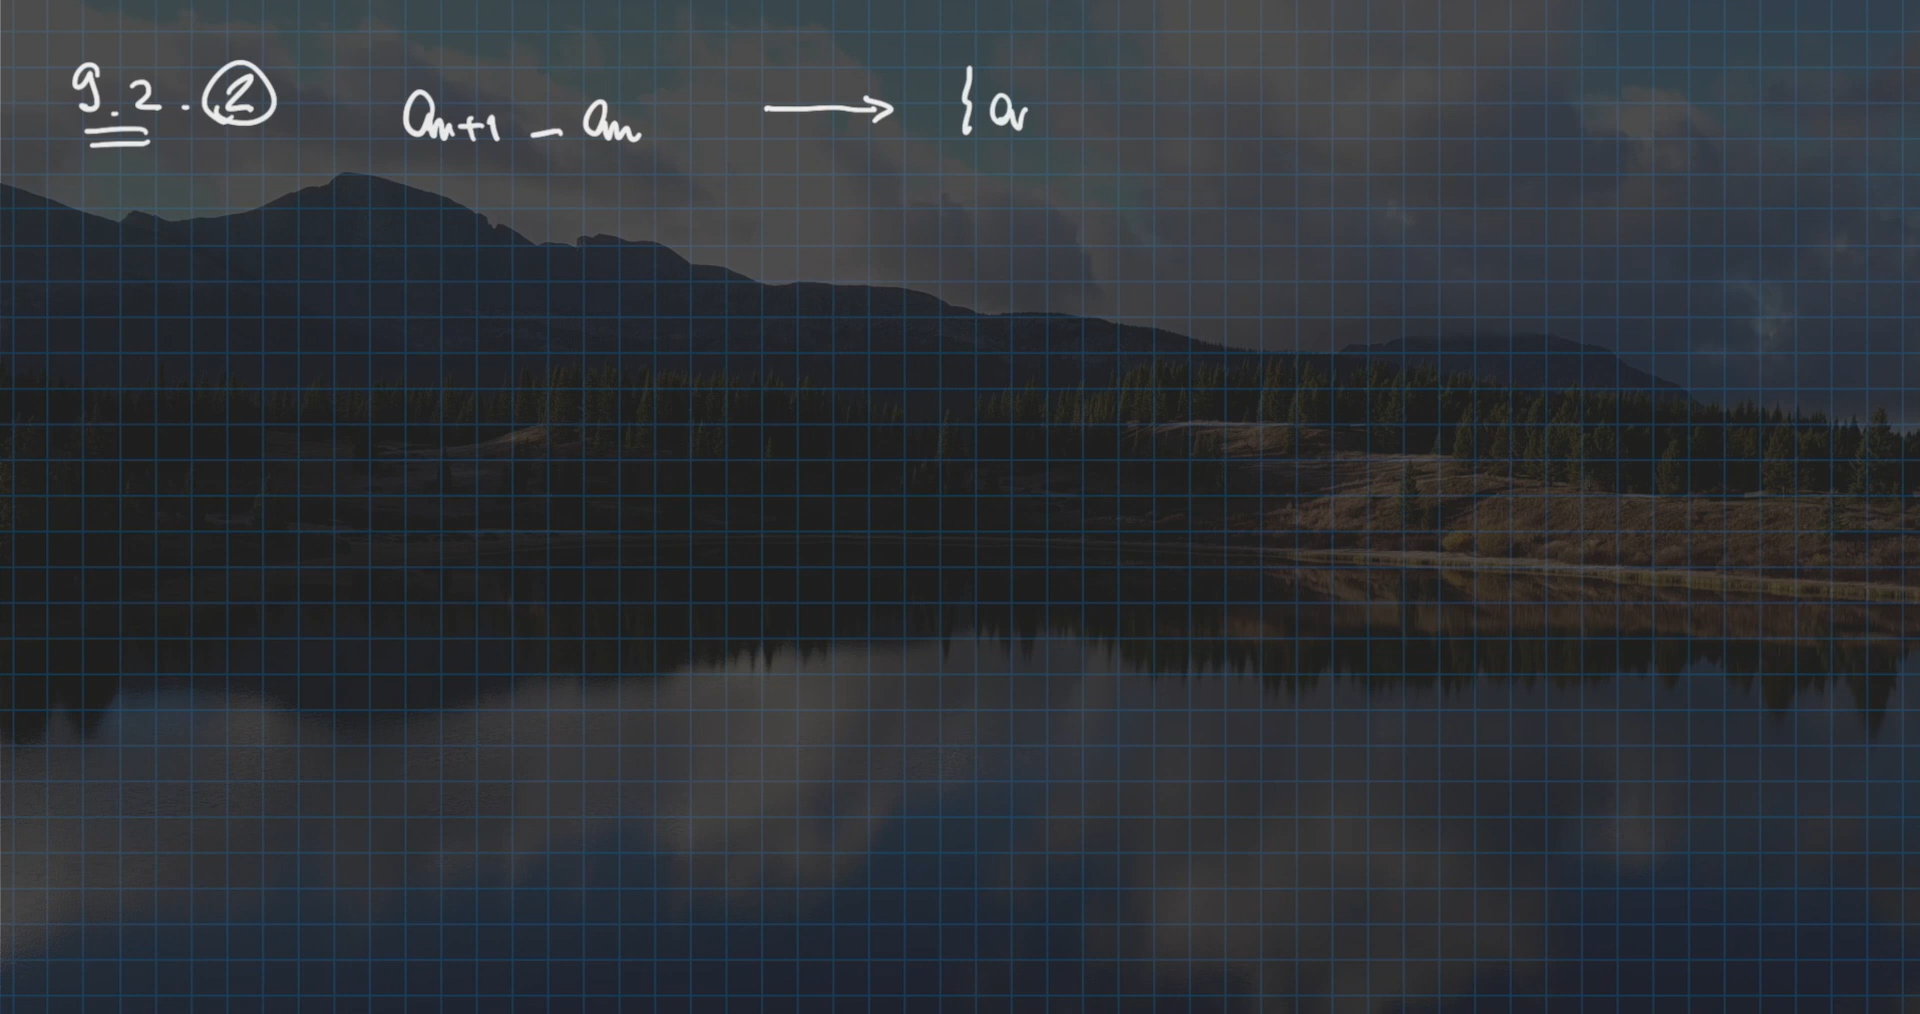 9.2.② aₙ₊₁ - aₙ → {a